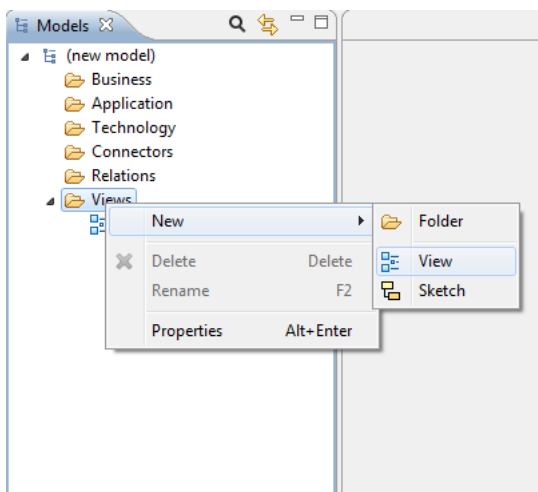 Models
(new model)
Business
Application
Technology
Connectors
Relations
Views
New
Delete Delete
Rename F2
Properties Alt+Enter
Folder
View
Sketch